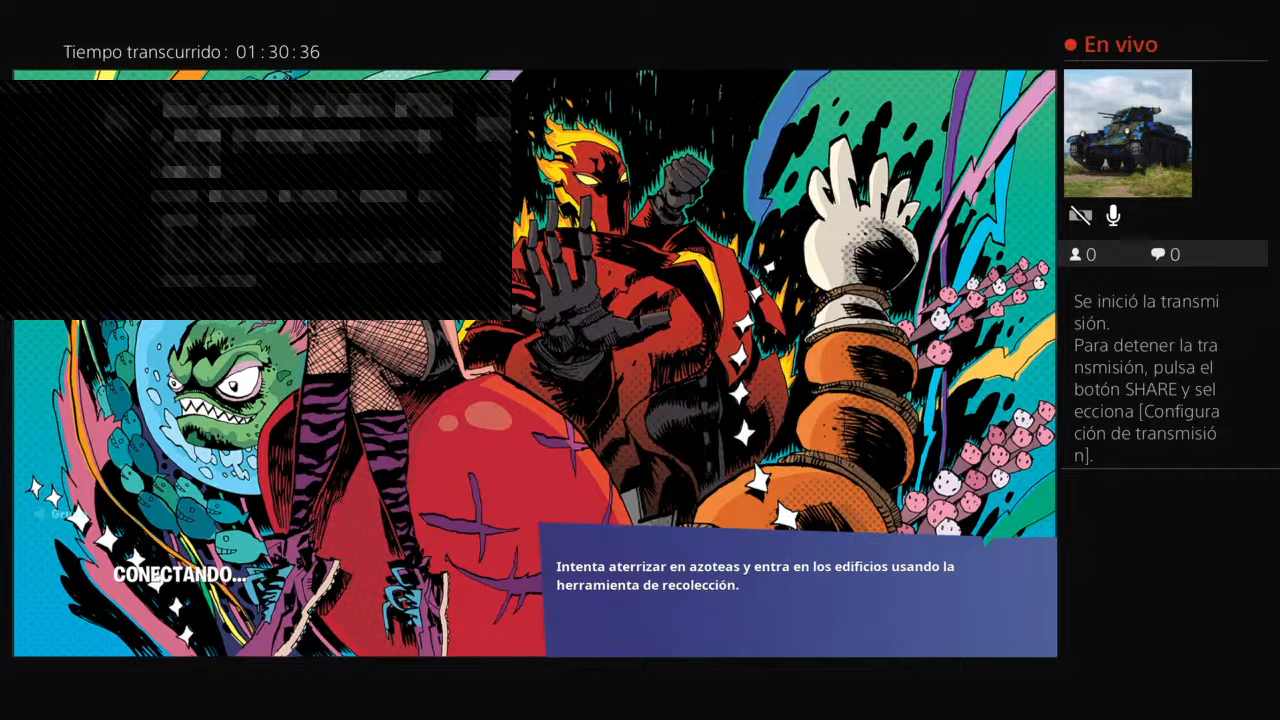 Tiempo transcurrido: 01:30:36
En vivo
0
0
Se inició la transmi
sión.
Para detener la tra
nsmisión, pulsa el
botón SHARE y sel
ecciona [Configura
ción de transmisió
n].
CONECTANDO...
Intenta aterrizar en azoteas y entra en los edificios usando la
herramienta de recolección.